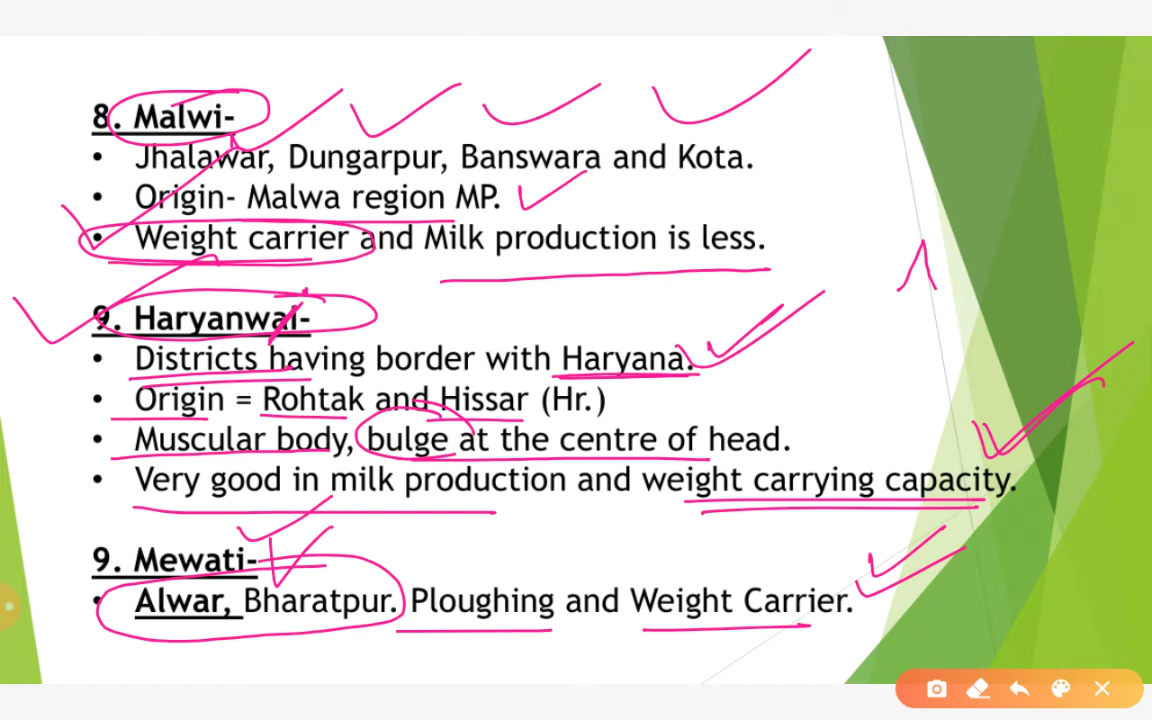 8. Malwi-
• Jhalawar, Dungarpur, Banswara and Kota.
• Origin- Malwa region MP.
• Weight carrier and Milk production is less.
9. Haryanwai-
• Districts having border with Haryana.
• Origin = Rohtak and Hissar (Hr.)
• Muscular body, bulge at the centre of head.
• Very good in milk production and weight carrying capacity.
9. Mewati-
• Alwar, Bharatpur. Ploughing and Weight Carrier.